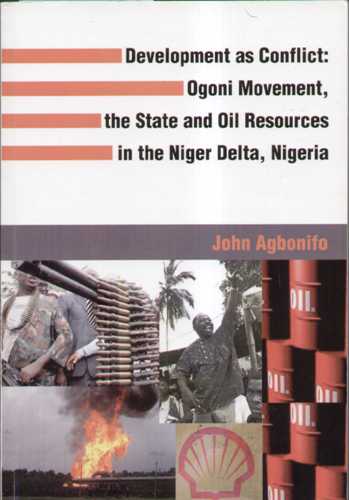 Development as Conflict:
Ogoni Movement,
the State and Oil Resources
in the Niger Delta, Nigeria
John Agbonifo
OIL
OIL
OIL
OIL
OIL